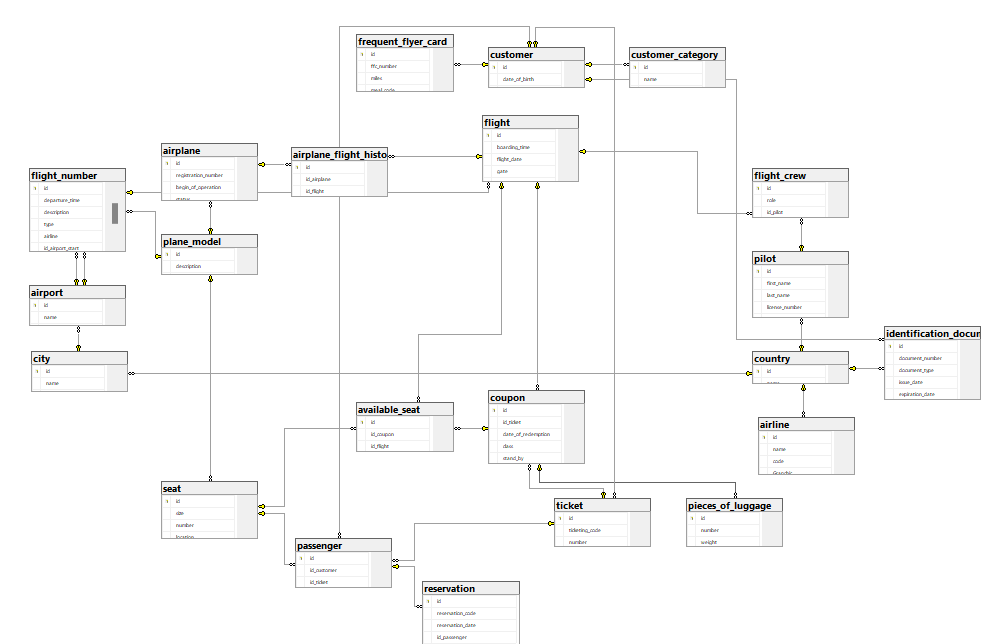 frequent_flyer_card
id
ffc_number
miles
meal_code
customer
id
date_of_birth
customer_category
id
name
flight
id
boarding_time
flight_date
gate
airplane
id
registration_number
begin_of_operation
status
airplane_flight_histo
id
id_airplane
id_flight
flight_number
id
departure_time
description
type
airline
id_airport_start
flight_crew
id
role
id_pilot
plane_model
id
description
pilot
id
first_name
last_name
license_number
airport
id
name
identification_docum
id
document_number
document_type
issue_date
expiration_date
city
id
name
country
id
name
available_seat
id
id_coupon
id_flight
coupon
id
id_ticket
date_of_redemption
class
stand_by
airline
id
name
code
seat
id
size
number
location
ticket
id
ticketing_code
number
pieces_of_luggage
id
number
weight
passenger
id
id_customer
id_ticket
reservation
id
reservation_code
reservation_date
id_passenger